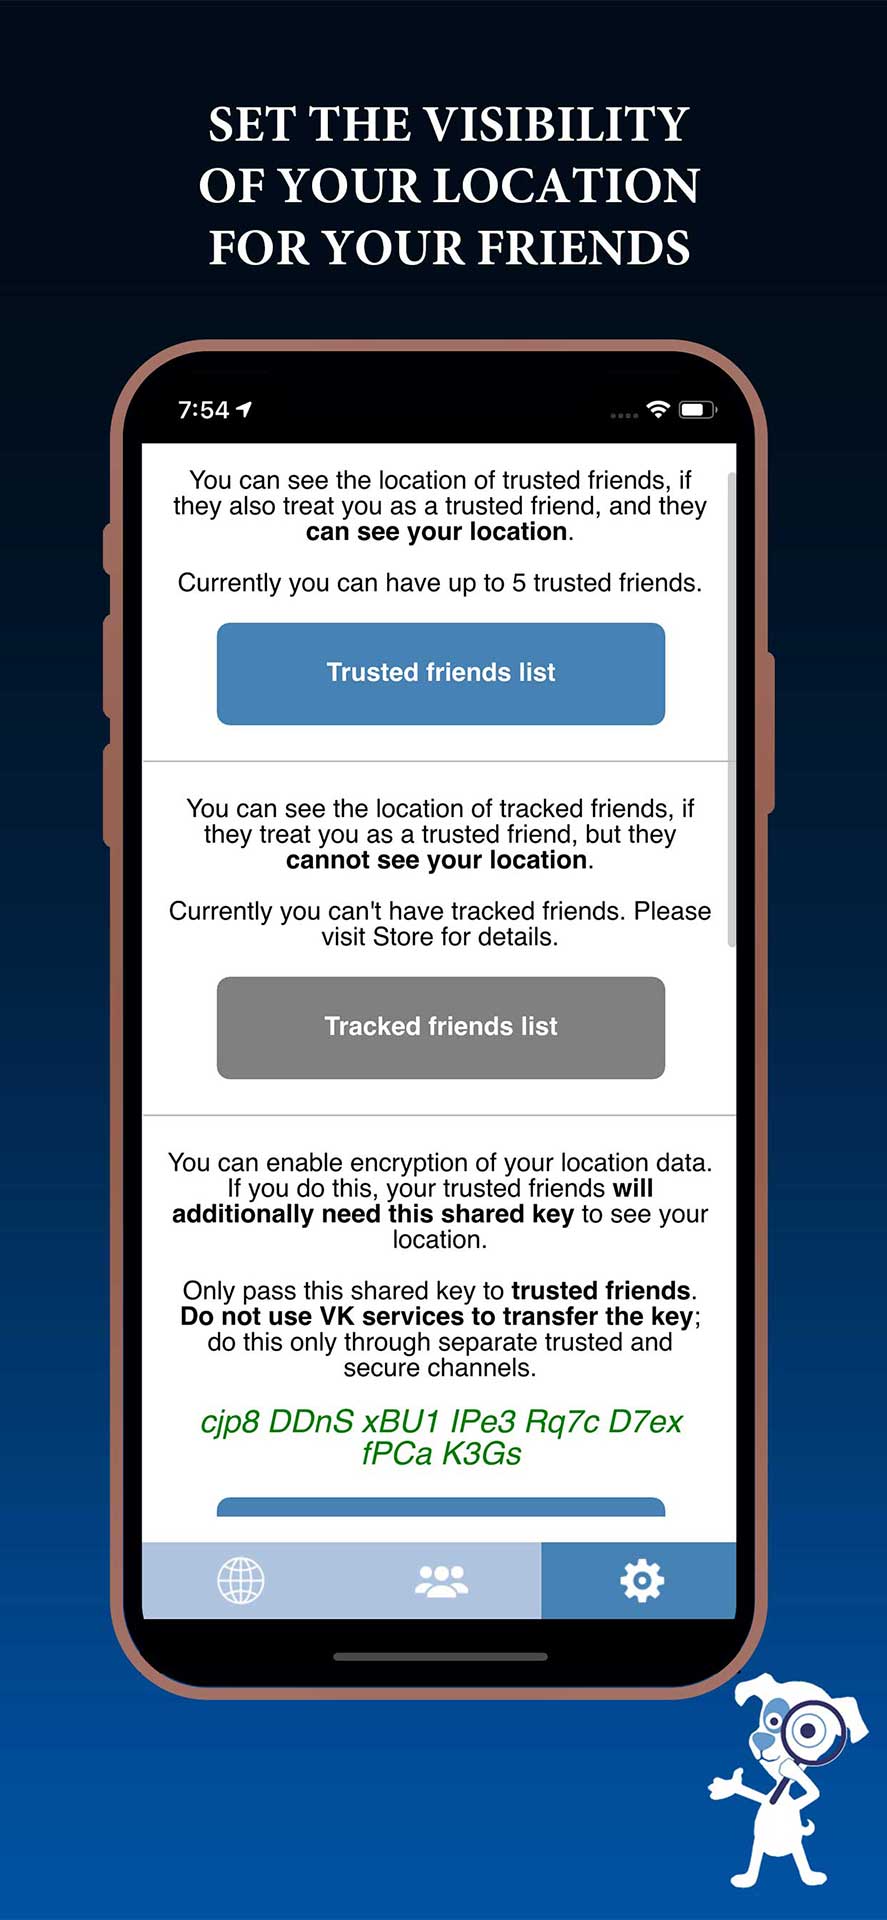 SET THE VISIBILITY
OF YOUR LOCATION
FOR YOUR FRIENDS
7:54
You can see the location of trusted friends, if
they also treat you as a trusted friend, and they
can see your location.
Currently you can have up to 5 trusted friends.
Trusted friends list
You can see the location of tracked friends, if
they treat you as a trusted friend, but they
cannot see your location.
Currently you can't have tracked friends. Please
visit Store for details.
Tracked friends list
You can enable encryption of your location data.
If you do this, your trusted friends will
additionally need this shared key to see your
location.
Only pass this shared key to trusted friends.
Do not use VK services to transfer the key;
do this only through separate trusted and
secure channels.
cjp8 DDnS xBU1 IPe3 Rq7c D7ex
fPCa K3Gs